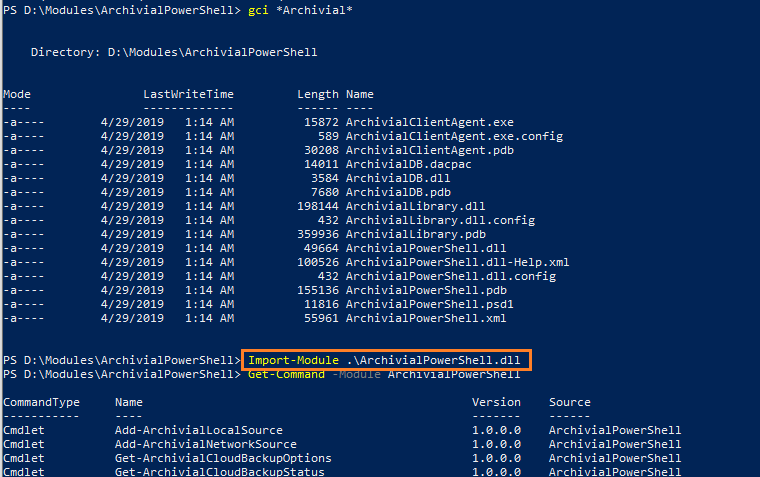 PS D:\Modules\ArchivialPowerShell> gci *Archivial*
Directory: D:\Modules\ArchivialPowerShell
Mode LastWriteTime Length Name
---- ------------- ------ ----
-a---- 4/29/2019 1:14 AM 15872 ArchivialClientAgent.exe
-a---- 4/29/2019 1:14 AM 589 ArchivialClientAgent.exe.config
-a---- 4/29/2019 1:14 AM 30208 ArchivialClientAgent.pdb
-a---- 4/29/2019 1:14 AM 14011 ArchivialDB.dacpac
-a---- 4/29/2019 1:14 AM 3584 ArchivialDB.dll
-a---- 4/29/2019 1:14 AM 7680 ArchivialDB.pdb
-a---- 4/29/2019 1:14 AM 198144 ArchivialLibrary.dll
-a---- 4/29/2019 1:14 AM 432 ArchivialLibrary.dll.config
-a---- 4/29/2019 1:14 AM 359936 ArchivialLibrary.pdb
-a---- 4/29/2019 1:14 AM 49664 ArchivialPowerShell.dll
-a---- 4/29/2019 1:14 AM 100526 ArchivialPowerShell.dll-Help.xml
-a---- 4/29/2019 1:14 AM 432 ArchivialPowerShell.dll.config
-a---- 4/29/2019 1:14 AM 155136 ArchivialPowerShell.pdb
-a---- 4/29/2019 1:14 AM 11816 ArchivialPowerShell.psd1
-a---- 4/29/2019 1:14 AM 55961 ArchivialPowerShell.xml
PS D:\Modules\ArchivialPowerShell> Import-Module .\ArchivialPowerShell.dll
PS D:\Modules\ArchivialPowerShell> Get-Command -Module ArchivialPowerShell
CommandType Name Version Source
----------- ---- ------- ------
Cmdlet Add-ArchivialLocalSource 1.0.0.0 ArchivialPowerShell
Cmdlet Add-ArchivialNetworkSource 1.0.0.0 ArchivialPowerShell
Cmdlet Get-ArchivialCloudBackupOptions 1.0.0.0 ArchivialPowerShell
Cmdlet Get-ArchivialCloudBackupStatus 1.0.0.0 ArchivialPowerShell